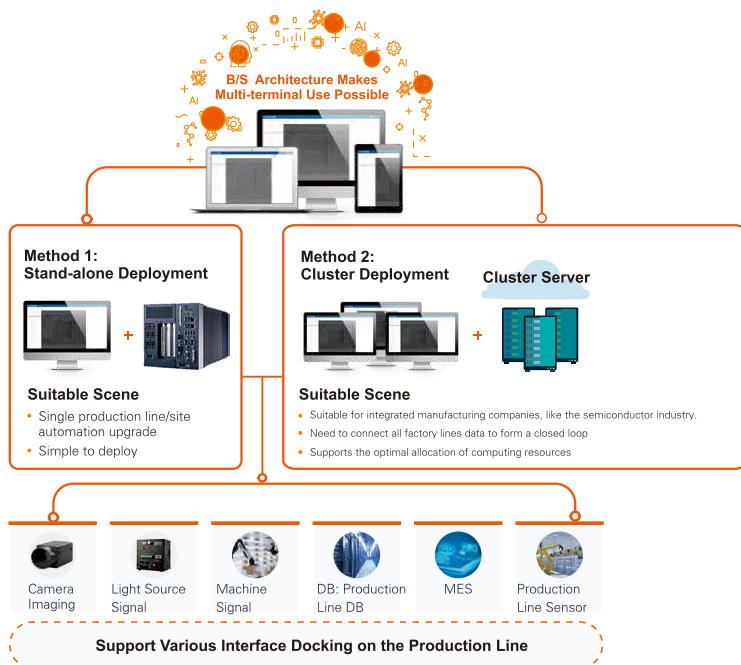 AI
AI
AI
B/S Architecture Makes
Multi-terminal Use Possible
Method 1:
Stand-alone Deployment
Suitable Scene
Single production line/site
automation upgrade
Simple to deploy
Method 2:
Cluster Deployment
Cluster Server
Suitable Scene
Suitable for integrated manufacturing companies, like the semiconductor industry.
Need to connect all factory lines data to form a closed loop
Supports the optimal allocation of computing resources
Camera
Imaging
Light Source
Signal
Machine
Signal
DB: Production
Line DB
MES
Production
Line Sensor
Support Various Interface Docking on the Production Line